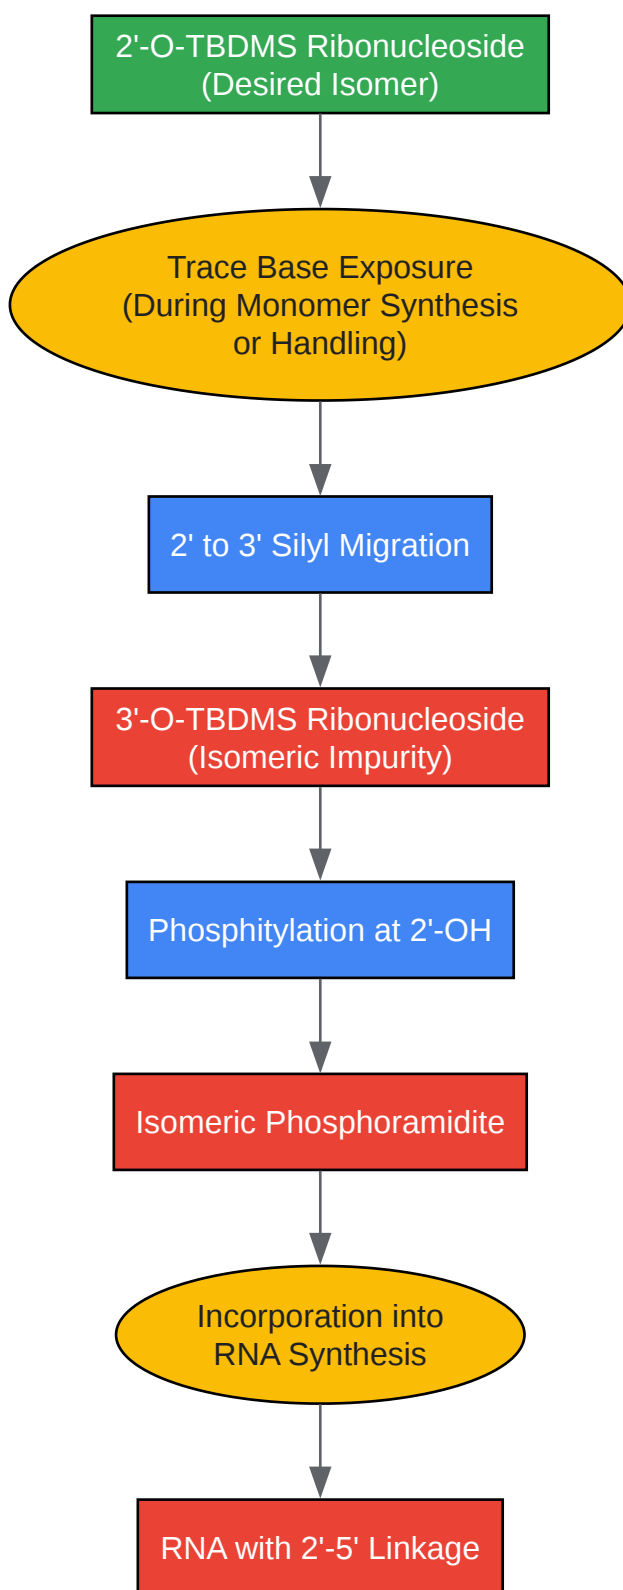 2'-O-TBDMS Ribonucleoside
(Desired Isomer)
Trace Base Exposure
(During Monomer Synthesis
or Handling)
2' to 3' Silyl Migration
3'-O-TBDMS Ribonucleoside
(Isomeric Impurity)
Phosphitylation at 2'-OH
Isomeric Phosphoramidite
Incorporation into
RNA Synthesis
RNA with 2'-5' Linkage